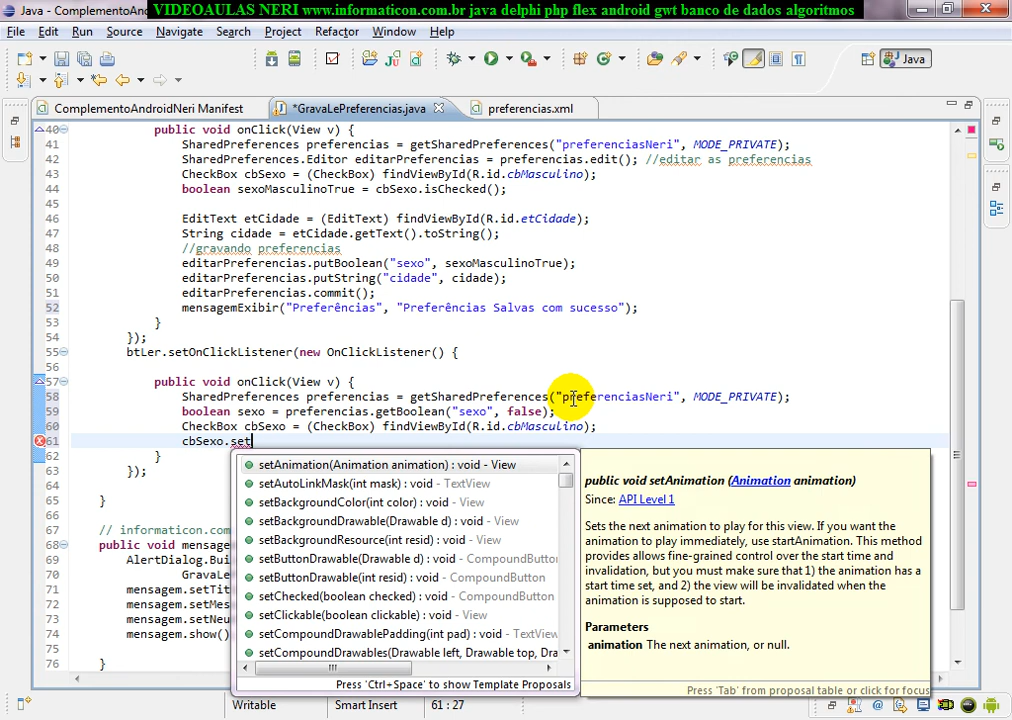 Java - ComplementoAn
VIDEOAULAS NERI www.informaticon.com.br java delphi php flex android gwt banco de dados algoritmos
File Edit Run Source Navigate Search Project Refactor Window Help
Java
ComplementoAndroidNeri Manifest *GravaLePreferencias.java preferencias.xml
40 public void onClick(View v) {
41 SharedPreferences preferencias = getSharedPreferences("preferenciasNeri", MODE_PRIVATE);
42 SharedPreferences.Editor editarPreferencias = preferencias.edit(); //editar as preferencias
43 CheckBox cbSexo = (CheckBox) findViewById(R.id.cbMasculino);
44 boolean sexoMasculinoTrue = cbSexo.isChecked();
45
46 EditText etCidade = (EditText) findViewById(R.id.etCidade);
47 String cidade = etCidade.getText().toString();
48 //gravando preferencias
49 editarPreferencias.putBoolean("sexo", sexoMasculinoTrue);
50 editarPreferencias.putString("cidade", cidade);
51 editarPreferencias.commit();
52 mensagemExibir("Preferências", "Preferências Salvas com sucesso");
53 }
54 });
55 btLer.setOnClickListener(new OnClickListener() {
56
57 public void onClick(View v) {
58 SharedPreferences preferencias = getSharedPreferences("preferenciasNeri", MODE_PRIVATE);
59 boolean sexo = preferencias.getBoolean("sexo", false);
60 CheckBox cbSexo = (CheckBox) findViewById(R.id.cbMasculino);
61 cbSexo.set
62 }
63 });
64
65 }
66
67 // informaticon.com
68 public void mensage
69 AlertDialog.Bui
70 GravaLe
71 mensagem.setTit
72 mensagem.setMes
73 mensagem.setNeu
74 mensagem.show()
75
76 }
setAnimation(Animation animation) : void - View
setAutoLinkMask(int mask) : void - TextView
setBackgroundColor(int color) : void - View
setBackgroundDrawable(Drawable d) : void - View
setBackgroundResource(int resid) : void - View
setButtonDrawable(Drawable d) : void - CompoundButton
setButtonDrawable(int resid) : void - CompoundButton
setChecked(boolean checked) : void - CompoundButton
setClickable(boolean clickable) : void - View
setCompoundDrawablePadding(int pad) : void - TextView
setCompoundDrawables(Drawable left, Drawable top, Dra
Press 'Ctrl+Space' to show Template Proposals
public void setAnimation (Animation animation)
Since: API Level 1
Sets the next animation to play for this view. If you want the
animation to play immediately, use startAnimation. This method
provides allows fine-grained control over the start time and
invalidation, but you must make sure that 1) the animation has a
start time set, and 2) the view will be invalidated when the
animation is supposed to start.
Parameters
animation The next animation, or null.
Press 'Tab' from proposal table or click for focus
Writable Smart Insert 61 : 27